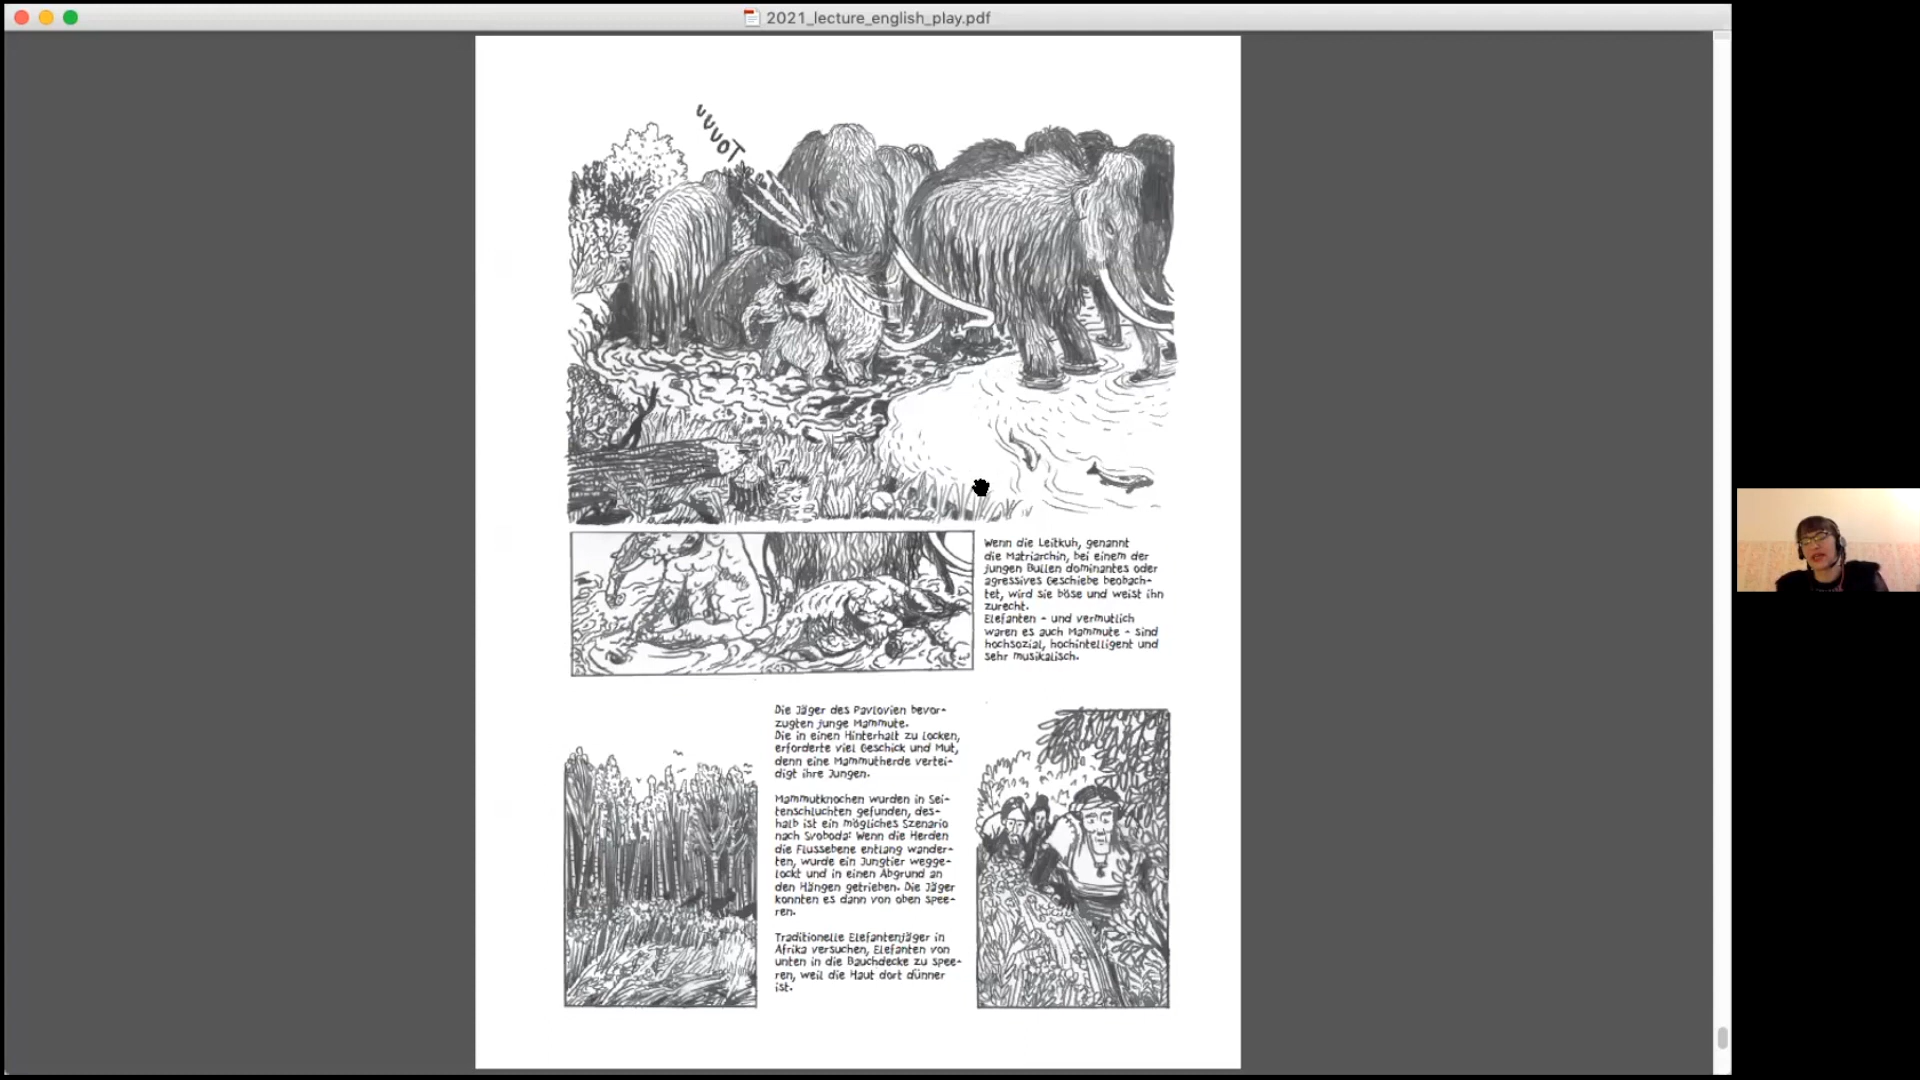 2021_lecture_english_play.pdf
uuuoT
Wenn die Leitkuh, genannt
die Matriarchin, bei einem der
jungen Bullen dominantes oder
agressives Geschiebe beobach-
tet, wird sie böse und weist ihn
zurecht.
Elefanten - und vermutlich
waren es auch Mammute - sind
hochsozial, hochintelligent und
sehr musikalisch.
Die Jäger des Pavlovien bevor-
zugten junge Mammute.
Die in einen Hinterhalt zu locken,
erforderte viel Geschick und Mut,
denn eine Mammutherde vertei-
digt ihre Jungen.
Mammutknochen wurden in Sei-
tenschluchten gefunden, des-
halb ist ein mögliches Szenario
nach Svoboda: Wenn die Herden
die Flussebene entlang wander-
ten, wurde ein Jungtier wegge-
lockt und in einen Abgrund an
den Hängen getrieben. Die Jäger
konnten es dann von oben spee-
ren.
Traditionelle Elefantenjäger in
Afrika versuchen, Elefanten von
unten in die Bauchdecke zu spee-
ren, weil die Haut dort dünner
ist.